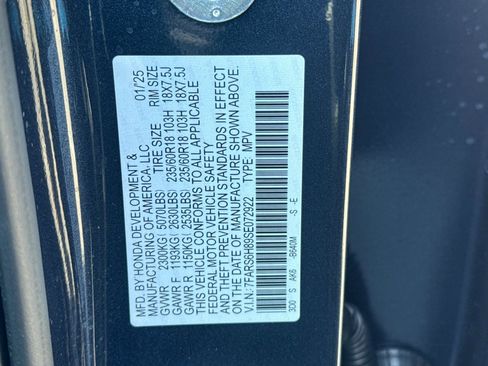 MFD. BY HONDA DEVELOPMENT &
MANUFACTURING OF AMERICA, LLC 01/25
TIRE SIZE RIM SIZE
GVWR 2300KG (5070LBS)
GAWR F 1193KG (2630LBS) 235/60R18 103H 18X7.5J
GAWR R 1150KG (2535LBS) 235/60R18 103H 18X7.5J
THIS VEHICLE CONFORMS TO ALL APPLICABLE
FEDERAL MOTOR VEHICLE SAFETY
AND THEFT PREVENTION STANDARDS IN EFFECT
ON THE DATE OF MANUFACTURE SHOWN ABOVE.
V.I.N.: 7FARS6H89SE072922 TYPE: MPV
3D0 S AK6 -B640M -S -E